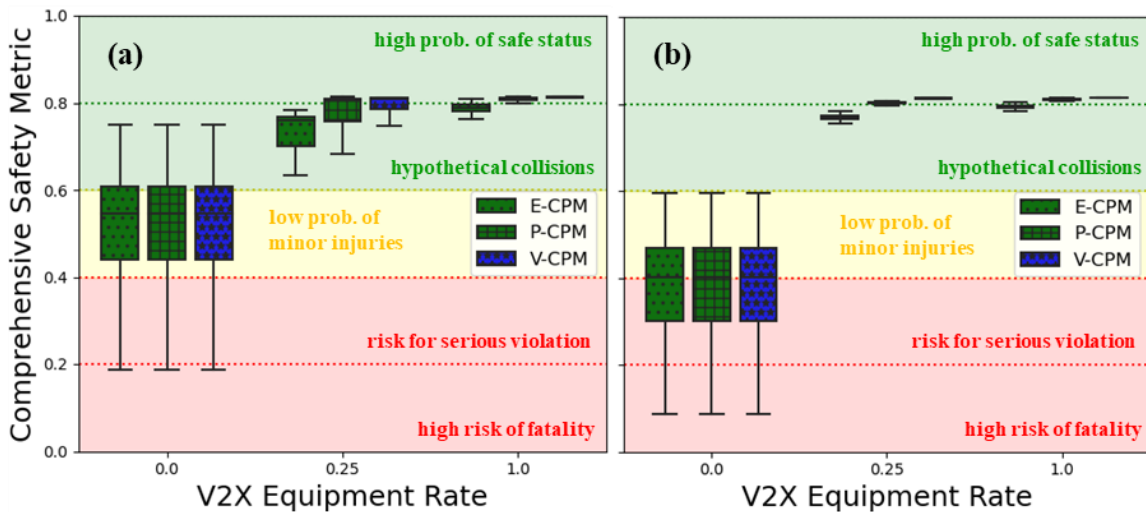 Comprehensive Safety Metric
1.0
0.8
0.6
0.4
0.2
0.0
(a)
high prob. of safe status
hypothetical collisions
low prob. of
minor injuries
E-CPM
P-CPM
V-CPM
risk for serious violation
high risk of fatality
0.0 0.25 1.0
V2X Equipment Rate
(b)
high prob. of safe status
hypothetical collisions
low prob. of
minor injuries
E-CPM
P-CPM
V-CPM
risk for serious violation
high risk of fatality
0.0 0.25 1.0
V2X Equipment Rate